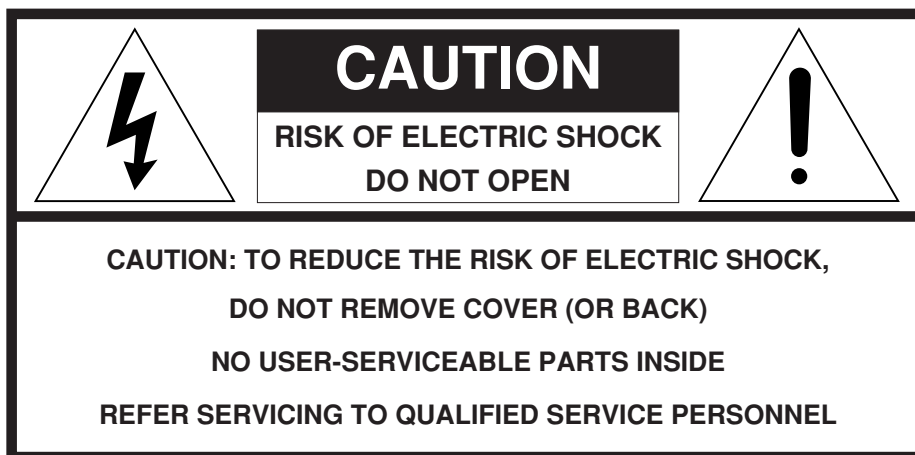 CAUTION
RISK OF ELECTRIC SHOCK
DO NOT OPEN
CAUTION: TO REDUCE THE RISK OF ELECTRIC SHOCK,
DO NOT REMOVE COVER (OR BACK)
NO USER-SERVICEABLE PARTS INSIDE
REFER SERVICING TO QUALIFIED SERVICE PERSONNEL